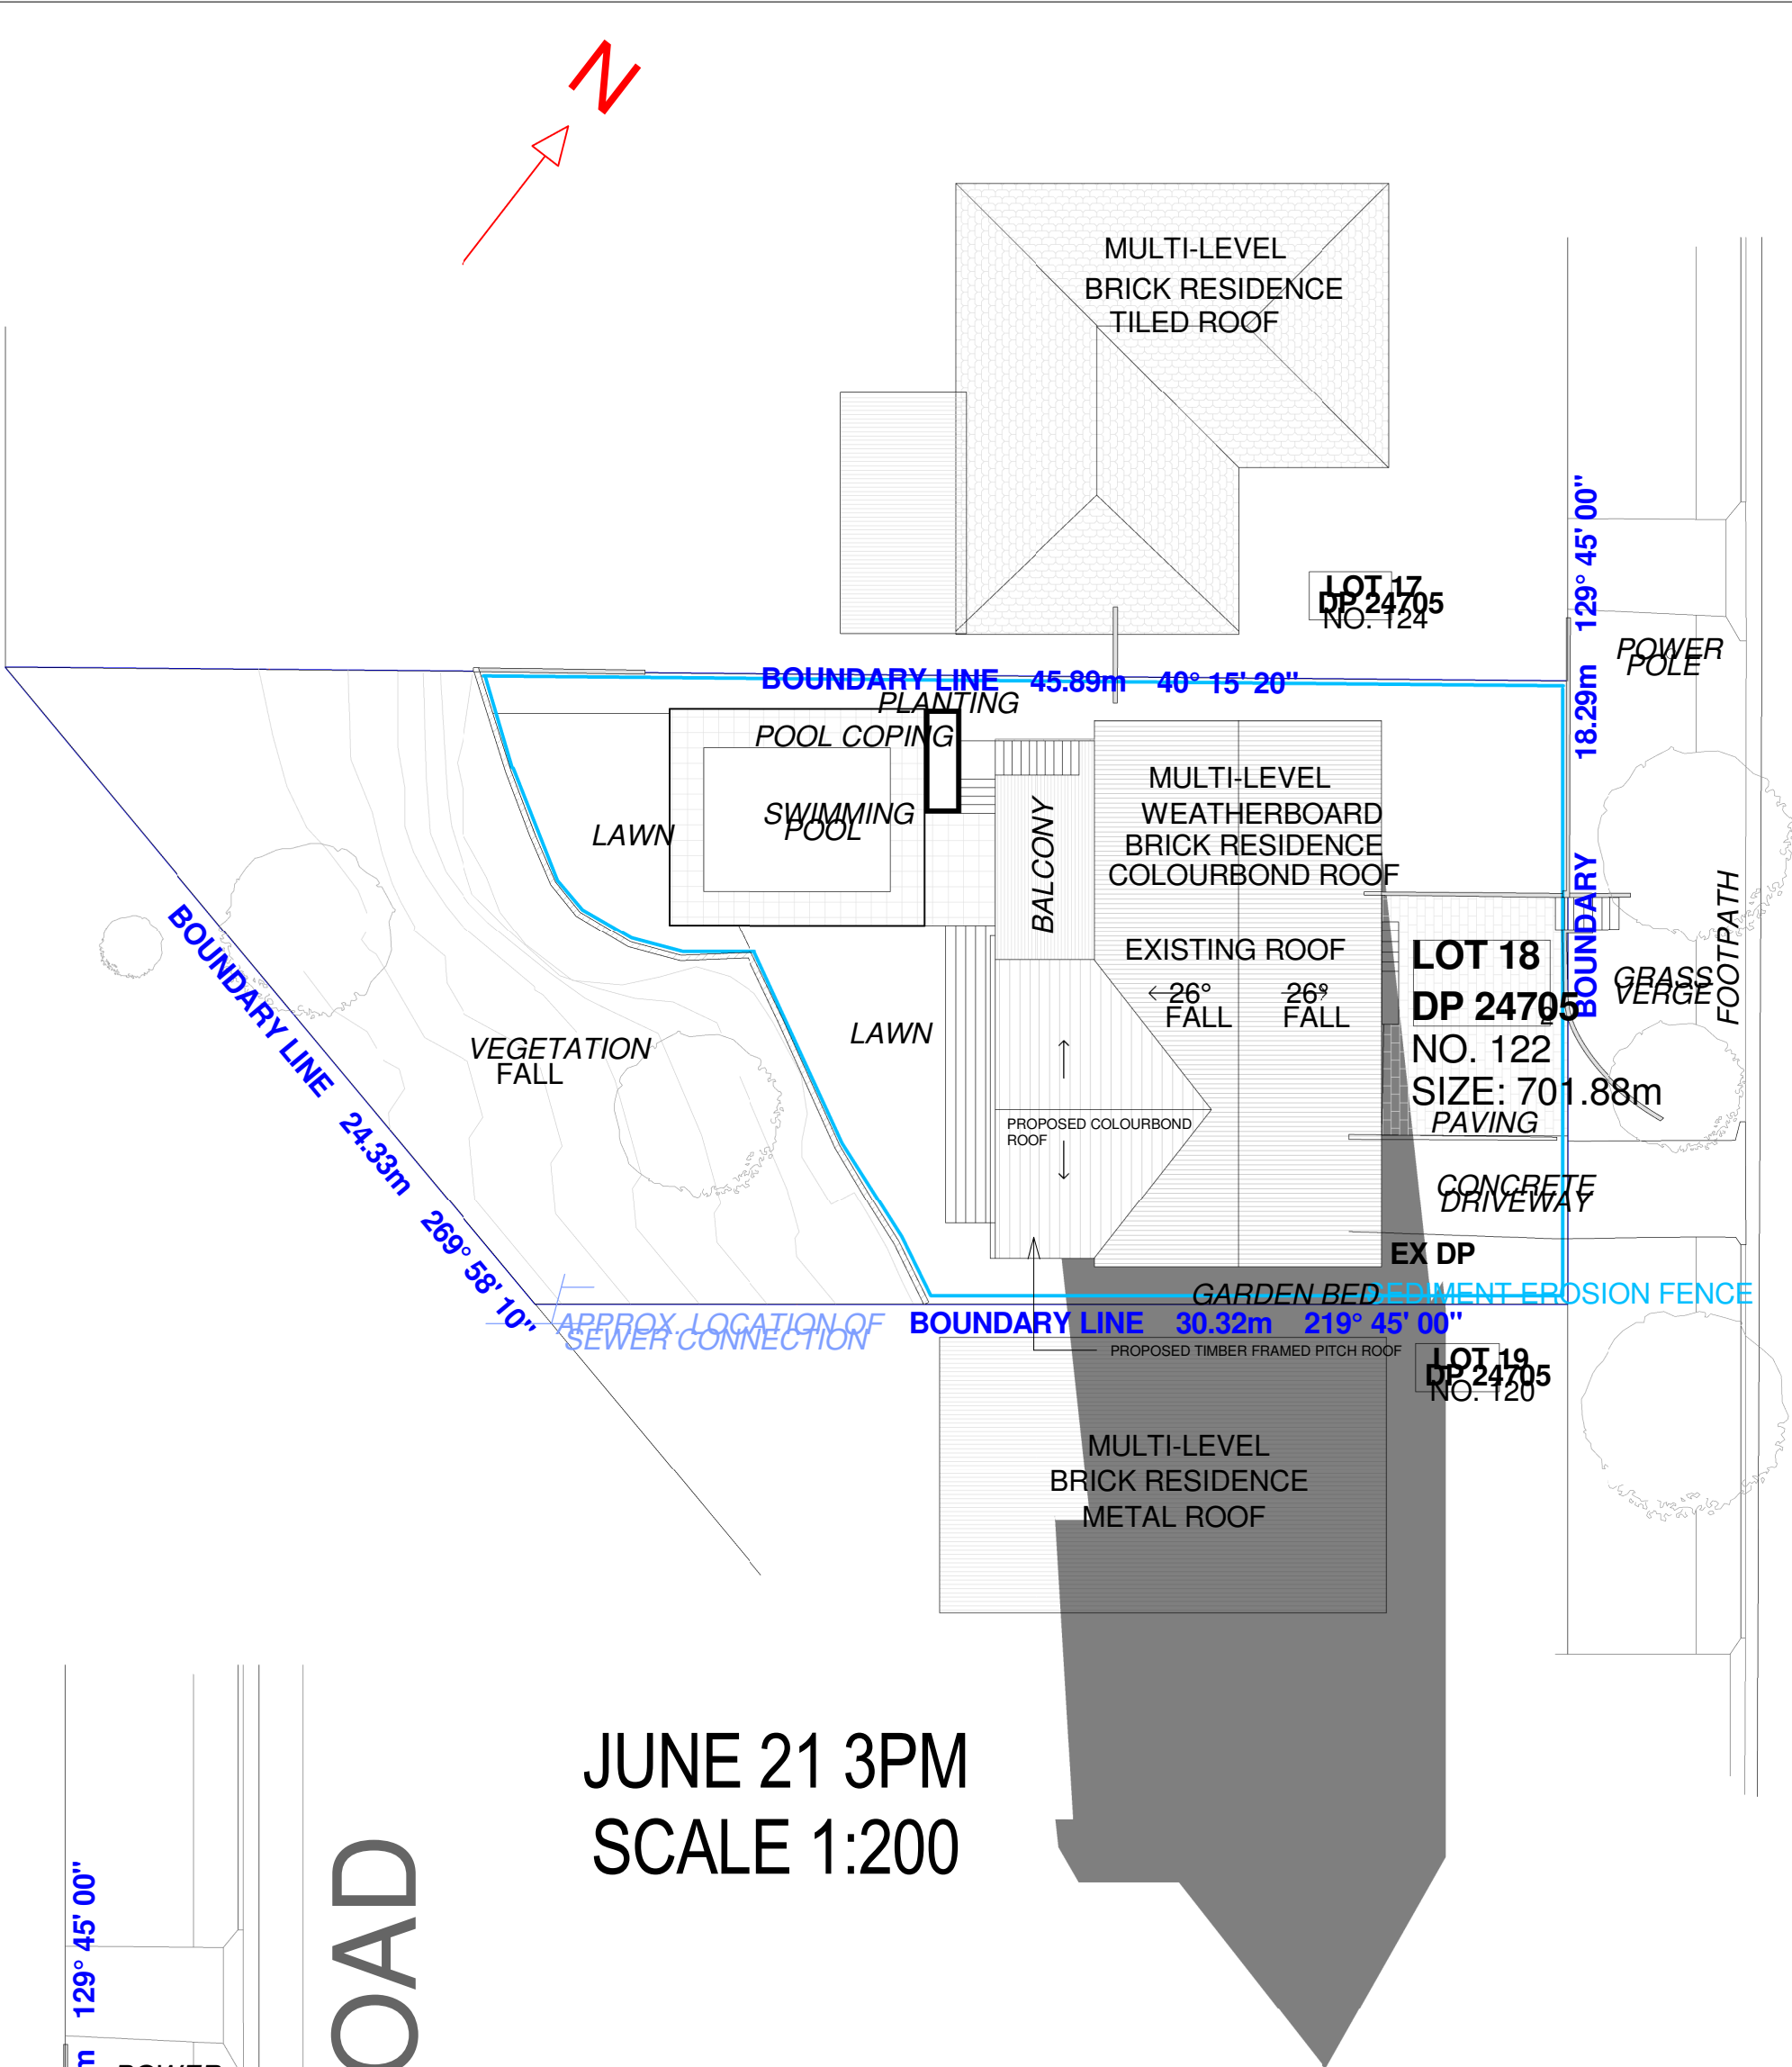 N
MULTI-LEVEL
BRICK RESIDENCE
TILED ROOF
LOT 17
DP 24705
NO. 124
129° 45' 00"
18.29m
BOUNDARY
POWER
POLE
BOUNDARY LINE 45.89m 40° 15' 20"
PLANTING
POOL COPING
SWIMMING
POOL
LAWN
BALCONY
MULTI-LEVEL
WEATHERBOARD
BRICK RESIDENCE
COLOURBOND ROOF
EXISTING ROOF
26° 26°
FALL FALL
LOT 18
DP 24705
NO. 122
SIZE: 701.88m
PAVING
GRASS
VERGE
FOOTPATH
LAWN
VEGETATION
FALL
BOUNDARY LINE 24.33m 269° 58' 10"
PROPOSED COLOURBOND
ROOF
CONCRETE
DRIVEWAY
EX DP
GARDEN BED
SEDIMENT EROSION FENCE
APPROX. LOCATION OF
SEWER CONNECTION
BOUNDARY LINE 30.32m 219° 45' 00"
PROPOSED TIMBER FRAMED PITCH ROOF
LOT 19
DP 24705
NO. 120
MULTI-LEVEL
BRICK RESIDENCE
METAL ROOF
JUNE 21 3PM
SCALE 1:200
129° 45' 00"
m
OAD
POWER